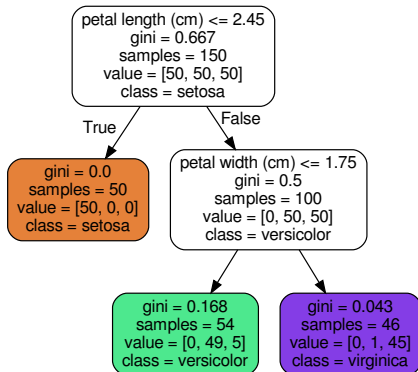 petal length (cm) <= 2.45
gini = 0.667
samples = 150
value = [50, 50, 50]
class = setosa
True
False
gini = 0.0
samples = 50
value = [50, 0, 0]
class = setosa
petal width (cm) <= 1.75
gini = 0.5
samples = 100
value = [0, 50, 50]
class = versicolor
gini = 0.168
samples = 54
value = [0, 49, 5]
class = versicolor
gini = 0.043
samples = 46
value = [0, 1, 45]
class = virginica